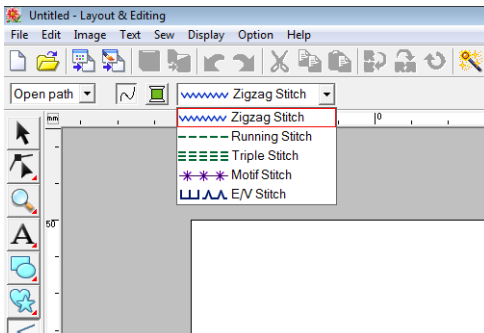 Untitled - Layout & Editing
File Edit Image Text Sew Display Option Help
Open path Zigzag Stitch
mm 0
Zigzag Stitch
Running Stitch
Triple Stitch
Motif Stitch
E/V Stitch
A
50